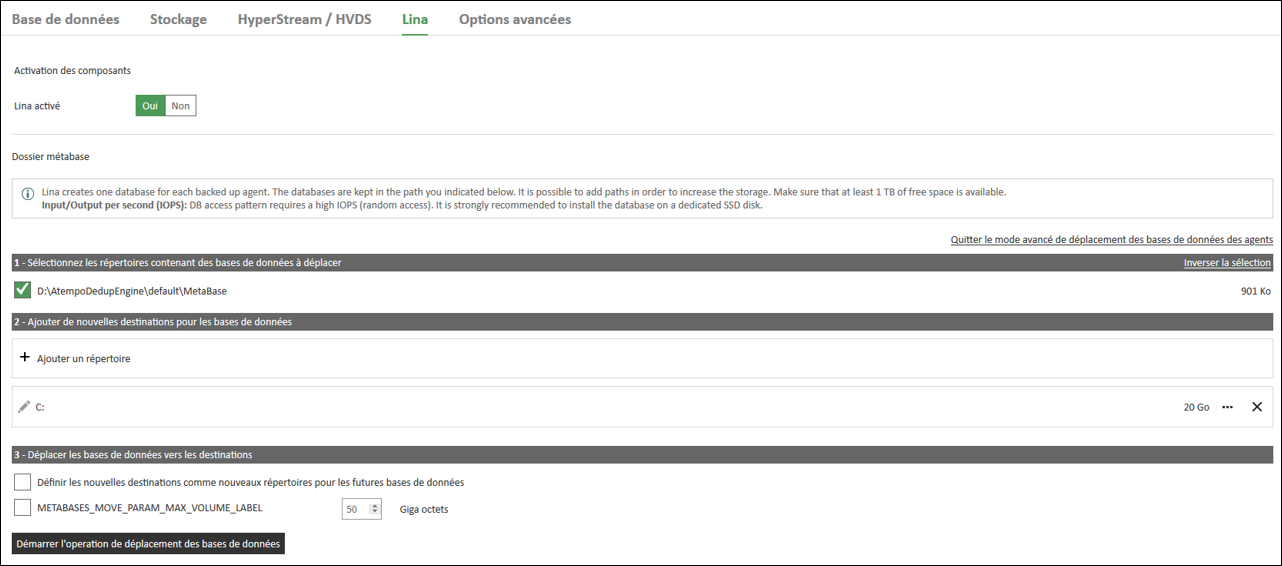 Base de données Stockage HyperStream / HVDS Lina Options avancées
Activation des composants
Lina activé Oui Non
Dossier métabase
Lina creates one database for each backed up agent. The databases are kept in the path you indicated below. It is possible to add paths in order to increase the storage. Make sure that at least 1 TB of free space is available.
Input/Output per second (IOPS): DB access pattern requires a high IOPS (random access). It is strongly recommended to install the database on a dedicated SSD disk.
Quitter le mode avancé de déplacement des bases de données des agents
1 - Sélectionnez les répertoires contenant des bases de données à déplacer Inverser la sélection
D:\AtempoDedupEngine\default\MetaBase 901 Ko
2 - Ajouter de nouvelles destinations pour les bases de données
+ Ajouter un répertoire
C: 20 Go
3 - Déplacer les bases de données vers les destinations
Définir les nouvelles destinations comme nouveaux répertoires pour les futures bases de données
METABASES_MOVE_PARAM_MAX_VOLUME_LABEL 50 Giga octets
Démarrer l'operation de déplacement des bases de données